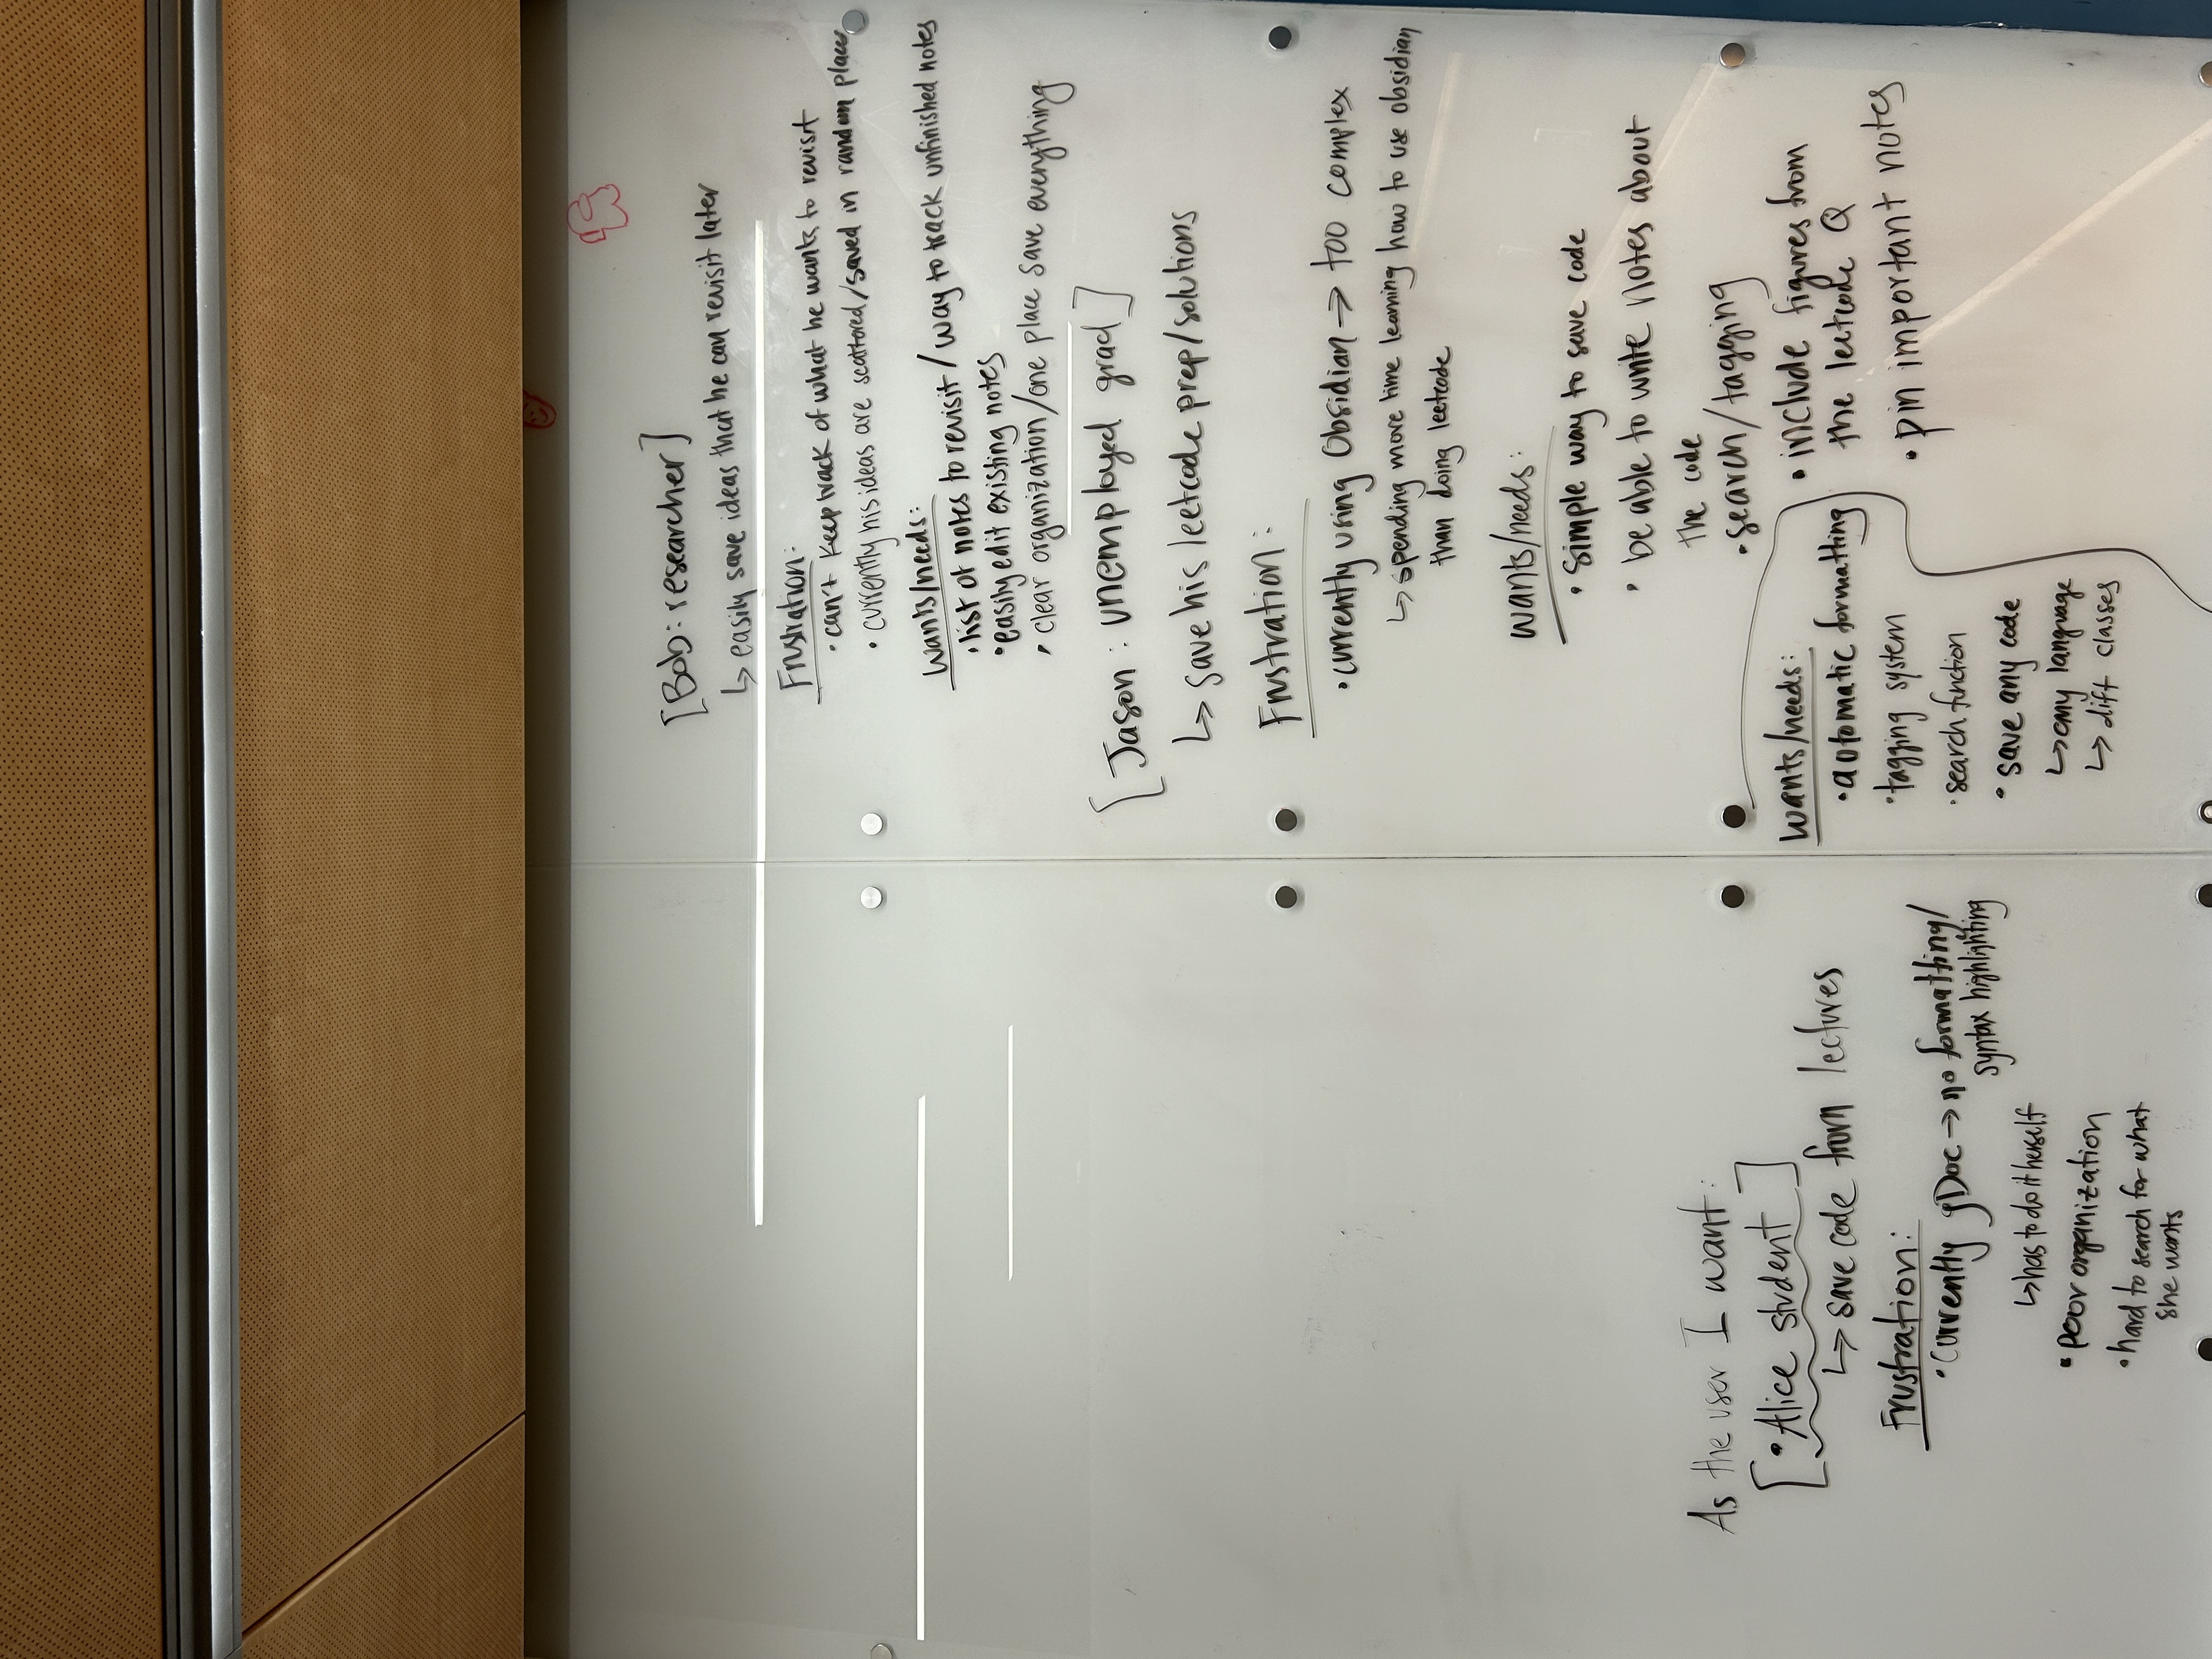 [Bob: researcher]
↳ easily save ideas that he can revisit later
Frustration:
• can't keep track of what he wants to revisit
• currently his ideas are scattered/saved in random places
Wants/needs:
• list of notes to revisit / way to track unfinished notes
• easily edit existing notes
• clear organization/one place save everything
[Jason: unemployed grad]
↳ save his leetcode prep/solutions
Frustration:
• currently using Obsidian → too complex
↳ spending more time learning how to use obsidian
than doing leetcode
wants/needs:
• simple way to save code
• be able to write notes about
the code
• search/tagging
• include figures from
the leetcode Q
• pin important notes
As the user I want:
[• Alice student]
↳ save code from lectures
Frustration:
• currently gDoc → no formatting/
syntax highlighting
↳ has to do it herself
• poor organization
• hard to search for what
she wants
wants/needs:
• automatic formatting
• tagging system
• search function
• save any code
↳ any language
↳ diff classes